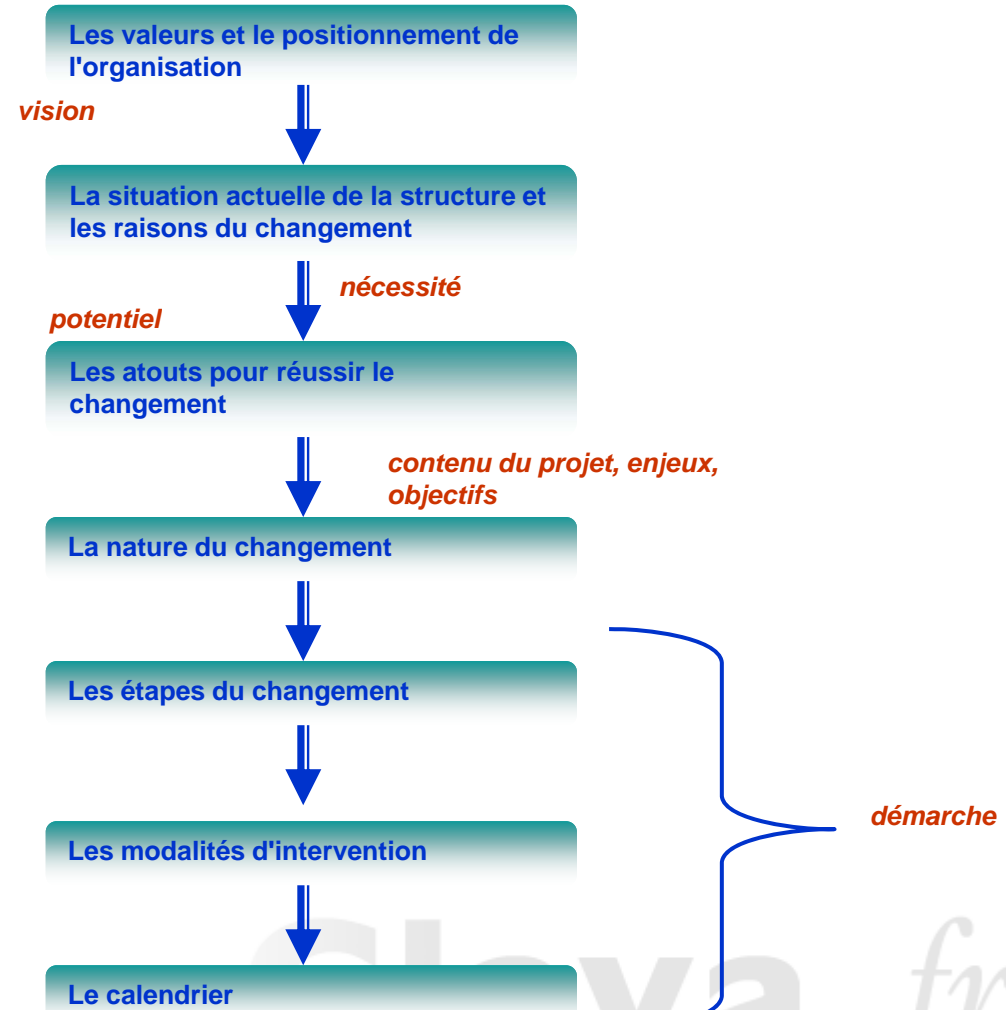 Les valeurs et le positionnement de
l'organisation
vision
La situation actuelle de la structure et
les raisons du changement
nécessité
potentiel
Les atouts pour réussir le
changement
contenu du projet, enjeux,
objectifs
La nature du changement
Les étapes du changement
démarche
Les modalités d'intervention
Le calendrier